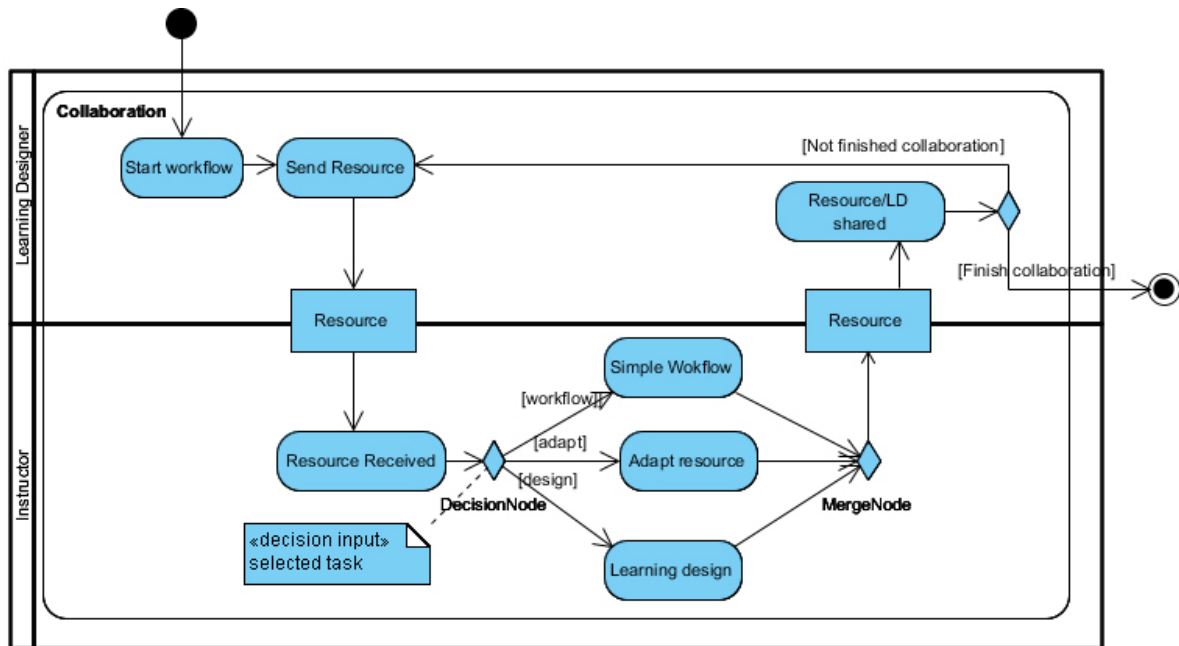 Collaboration
Learning Designer
Start workflow
Send Resource
[Not finished collaboration]
Resource/LD
shared
[Finish collaboration]
Resource
Resource
Instructor
Simple Wokflow
[workflow]]
[adapt]
Resource Received
Adapt resource
[design]
DecisionNode
MergeNode
«decision input»
selected task
Learning design